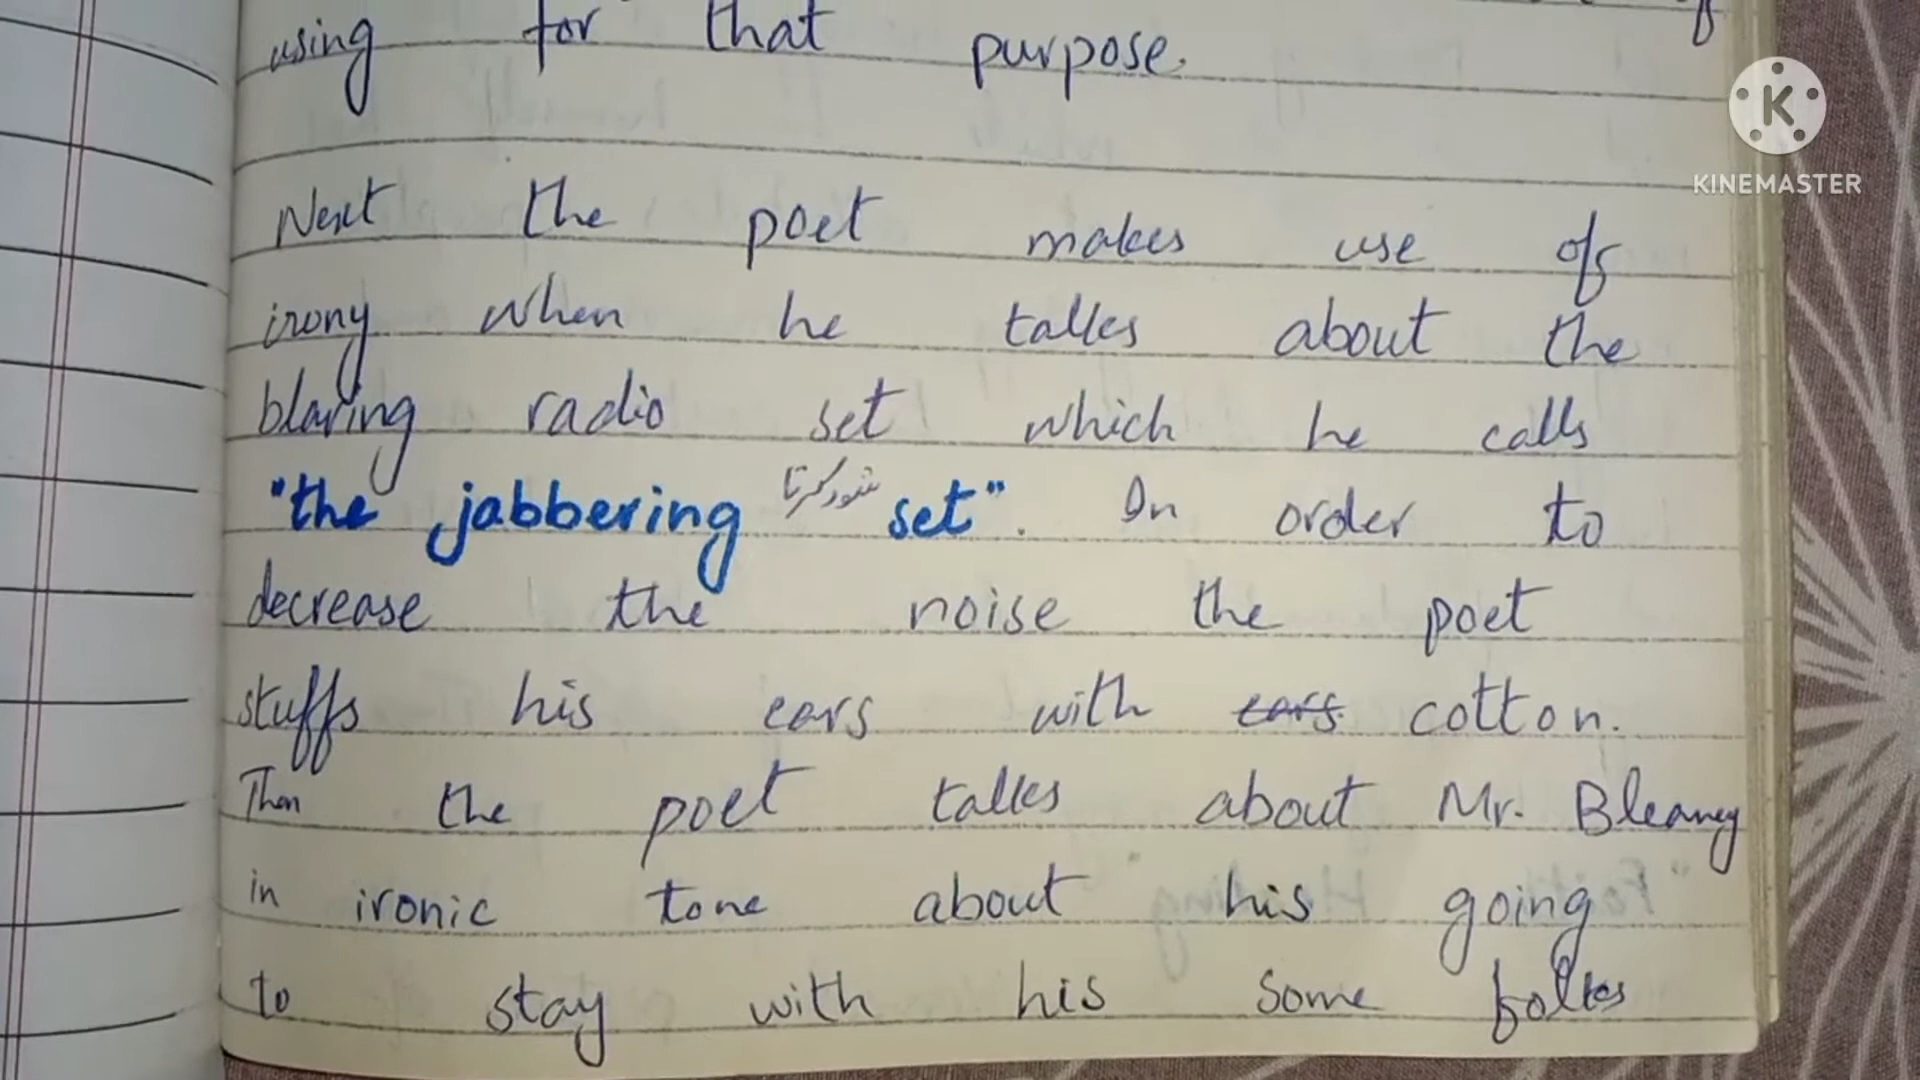 using for that purpose.
Next the poet makes use of
irony when he talks about the
blaring radio set which he calls
"the jabbering شور کرتا set". In order to
decrease the noise the poet
stuffs his ears with ears cotton.
Then the poet talks about Mr. Bleaney
in ironic tone about his going
to stay with his some folks
K
KINEMASTER